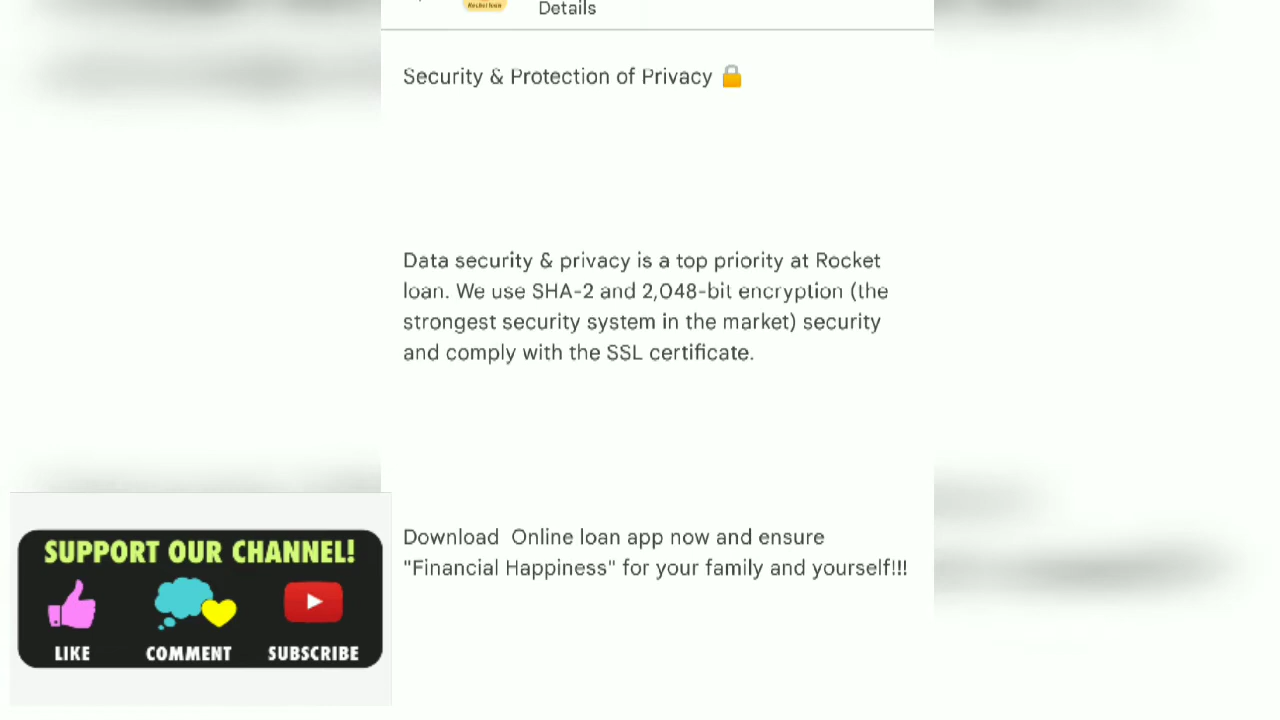 Rocket loan
Details
Security & Protection of Privacy 🔒
Data security & privacy is a top priority at Rocket
loan. We use SHA-2 and 2,048-bit encryption (the
strongest security system in the market) security
and comply with the SSL certificate.
Download Online loan app now and ensure
"Financial Happiness" for your family and yourself!!!
SUPPORT OUR CHANNEL!
LIKE COMMENT SUBSCRIBE